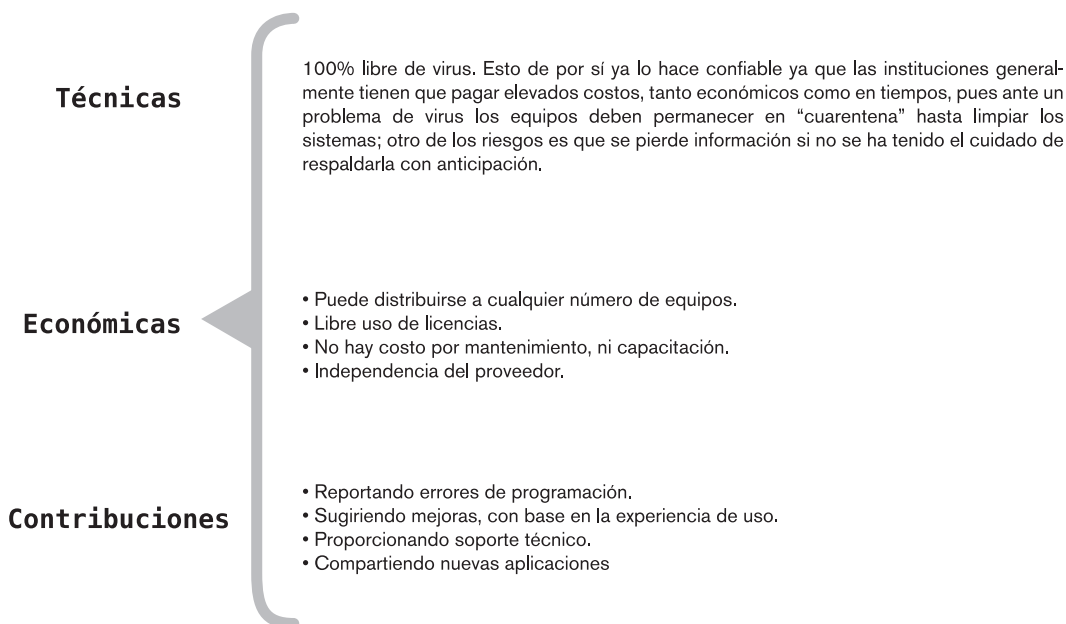 Técnicas
100% libre de virus. Esto de por sí ya lo hace confiable ya que las instituciones general-
mente tienen que pagar elevados costos, tanto económicos como en tiempos, pues ante un
problema de virus los equipos deben permanecer en “cuarentena” hasta limpiar los
sistemas; otro de los riesgos es que se pierde información si no se ha tenido el cuidado de
respaldarla con anticipación.
Económicas
• Puede distribuirse a cualquier número de equipos.
• Libre uso de licencias.
• No hay costo por mantenimiento, ni capacitación.
• Independencia del proveedor.
Contribuciones
• Reportando errores de programación.
• Sugiriendo mejoras, con base en la experiencia de uso.
• Proporcionando soporte técnico.
• Compartiendo nuevas aplicaciones